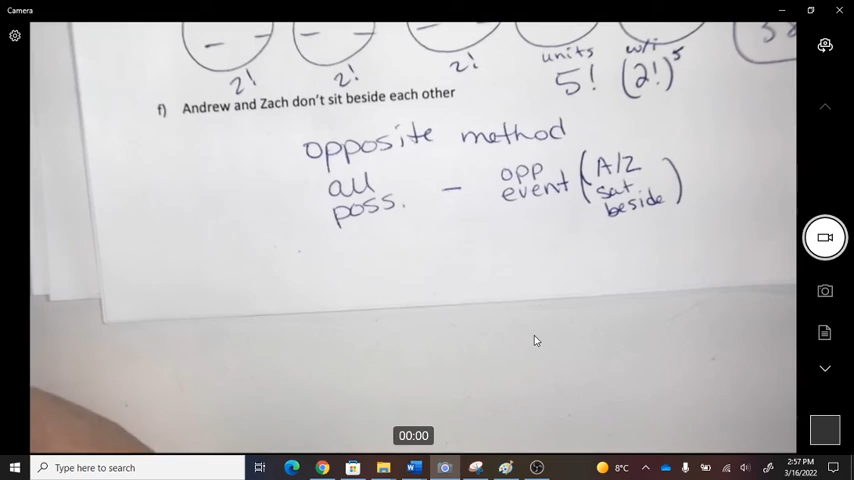 Camera
2!
2!
2!
units
5!
w/i
(2!)⁵
f) Andrew and Zach don't sit beside each other
opposite method
all poss. - opp event (A/Z sat beside)
00:00
Type here to search
8°C
2:57 PM
3/16/2022